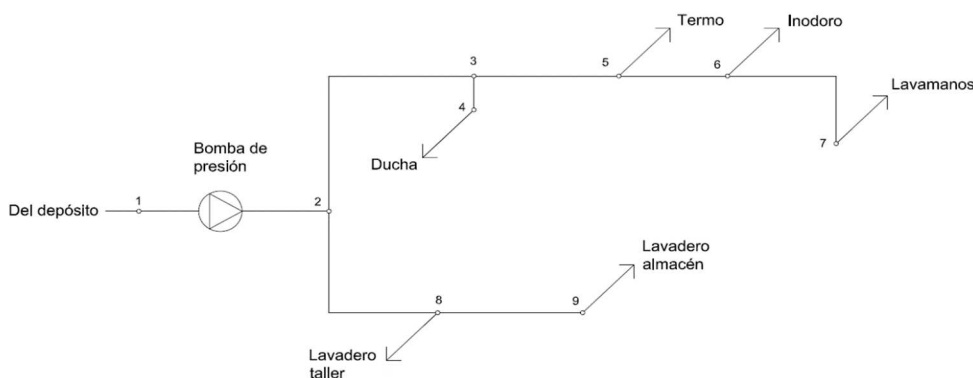 Termo
Inodoro
3
5
6
Lavamanos
4
7
Ducha
Bomba de
presión
Del depósito
1
2
Lavadero
almacén
8
9
Lavadero
taller